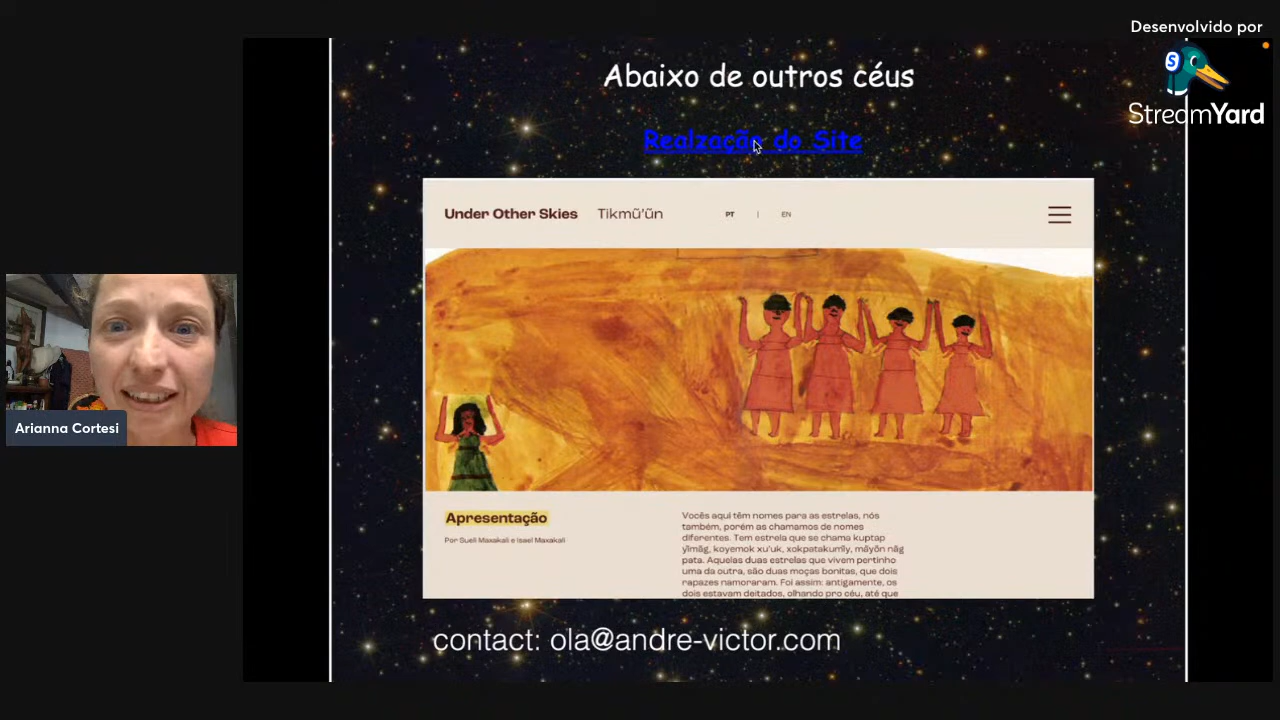 Desenvolvido por
StreamYard
Abaixo de outros céus
Realzação do Site
Under Other Skies Tikmũ’ũn PT | EN
Apresentação
Por Sueli Maxakali e Isael Maxakali
Vocês aqui têm nomes para as estrelas, nós
também, porém as chamamos de nomes
diferentes. Tem estrela que se chama kuptap
yĩmãg, koyemok xu’uk, xokpatakumĩy, mãyõn nãg
pata. Aquelas duas estrelas que vivem pertinho
uma da outra, são duas moças bonitas, que dois
rapazes namoraram. Foi assim: antigamente, os
dois estavam deitados, olhando pro céu, até que
contact: ola@andre-victor.com
Arianna Cortesi